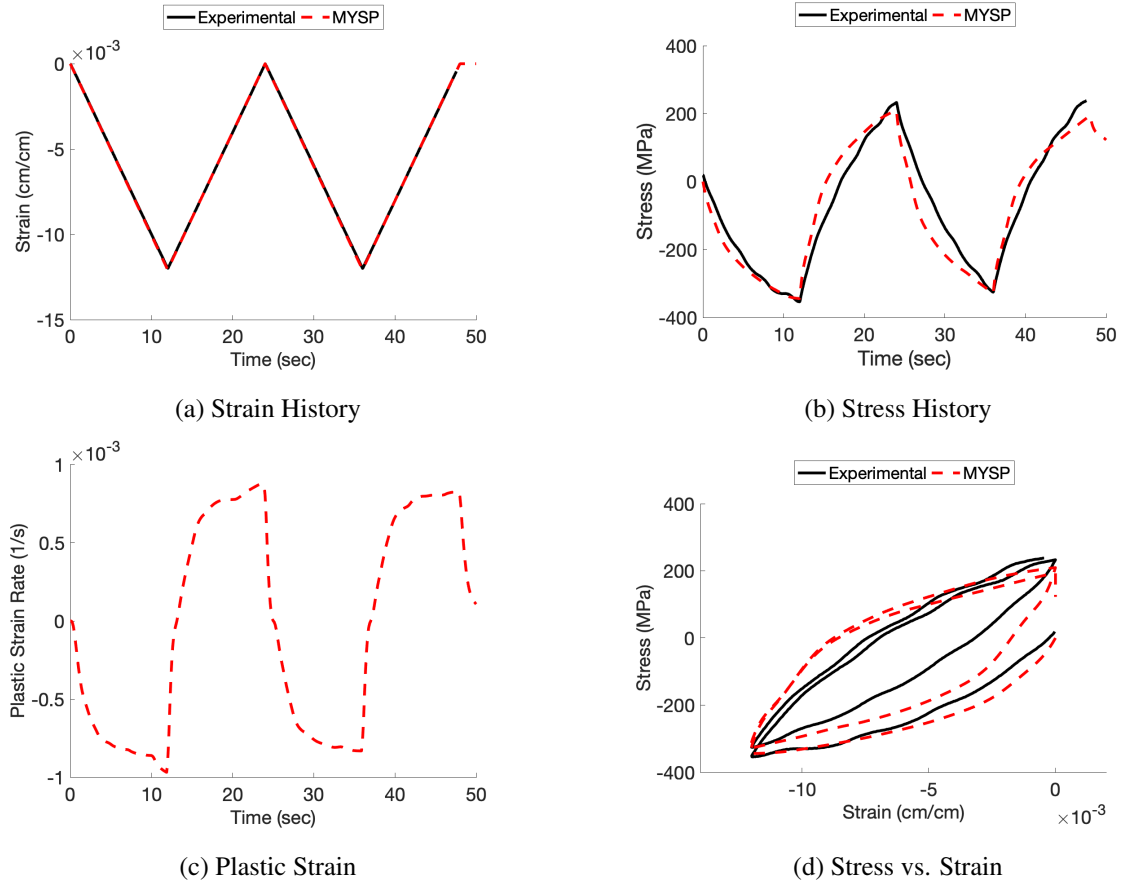 Experimental MYSP
×10⁻³
0
-5
-10
-15
Strain (cm/cm)
0 10 20 30 40 50
Time (sec)
(a) Strain History
Experimental MYSP
400
200
0
-200
-400
Stress (MPa)
0 10 20 30 40 50
Time (sec)
(b) Stress History
×10⁻³
1
0.5
0
-0.5
-1
Plastic Strain Rate (1/s)
0 10 20 30 40 50
Time (sec)
(c) Plastic Strain
Experimental MYSP
400
200
0
-200
-400
Stress (MPa)
-10 -5 0
Strain (cm/cm)
×10⁻³
(d) Stress vs. Strain